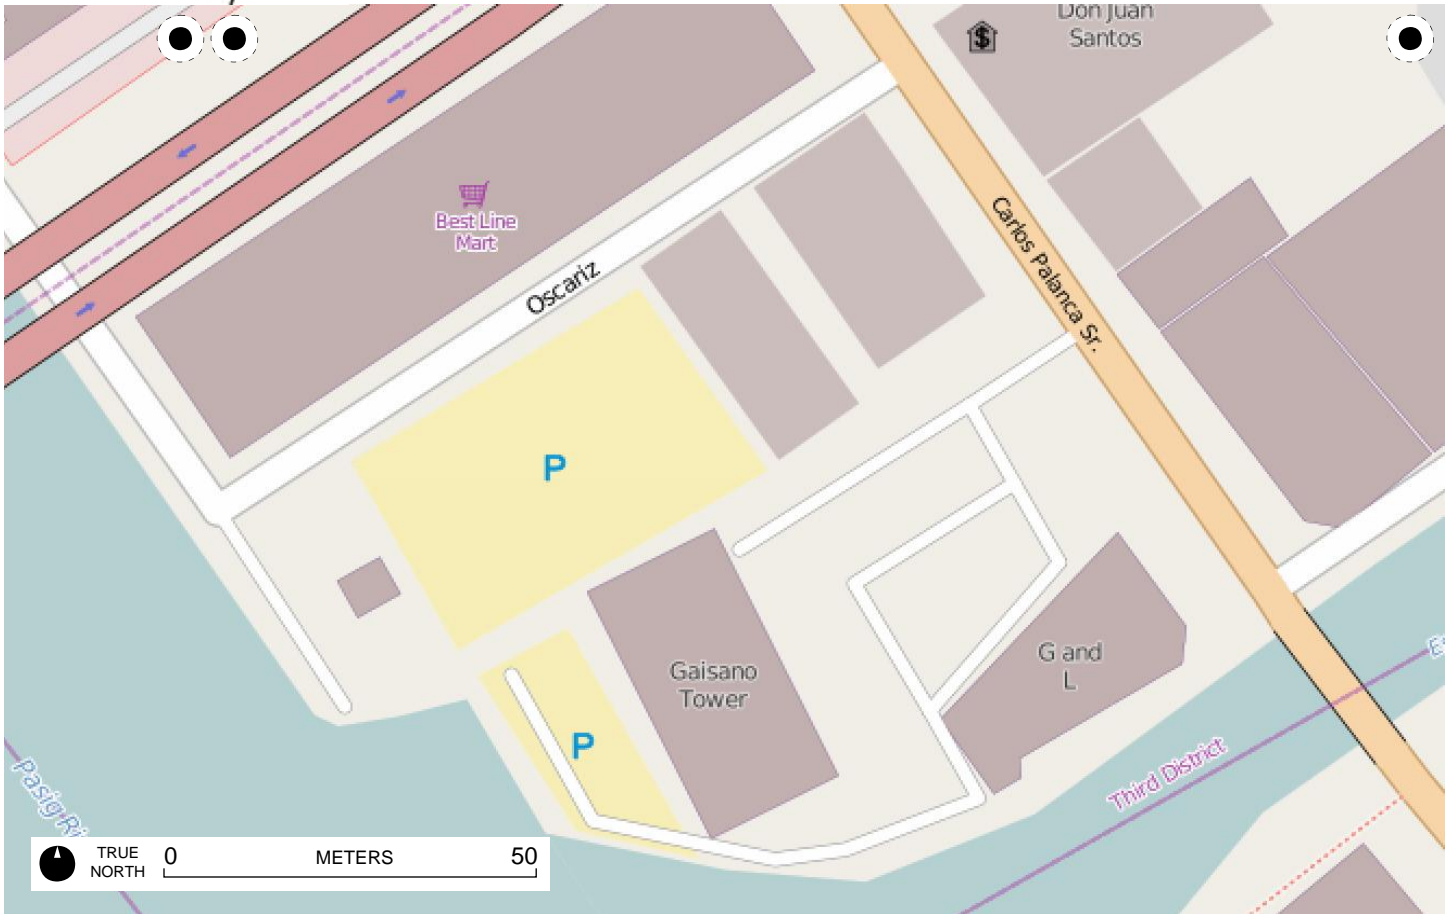 Don Juan
Santos
$
Best Line
Mart
Oscariz
Carlos Palanca Sr.
P
Gaisano
Tower
G and
L
P
Third District
TRUE
NORTH
0
METERS
50